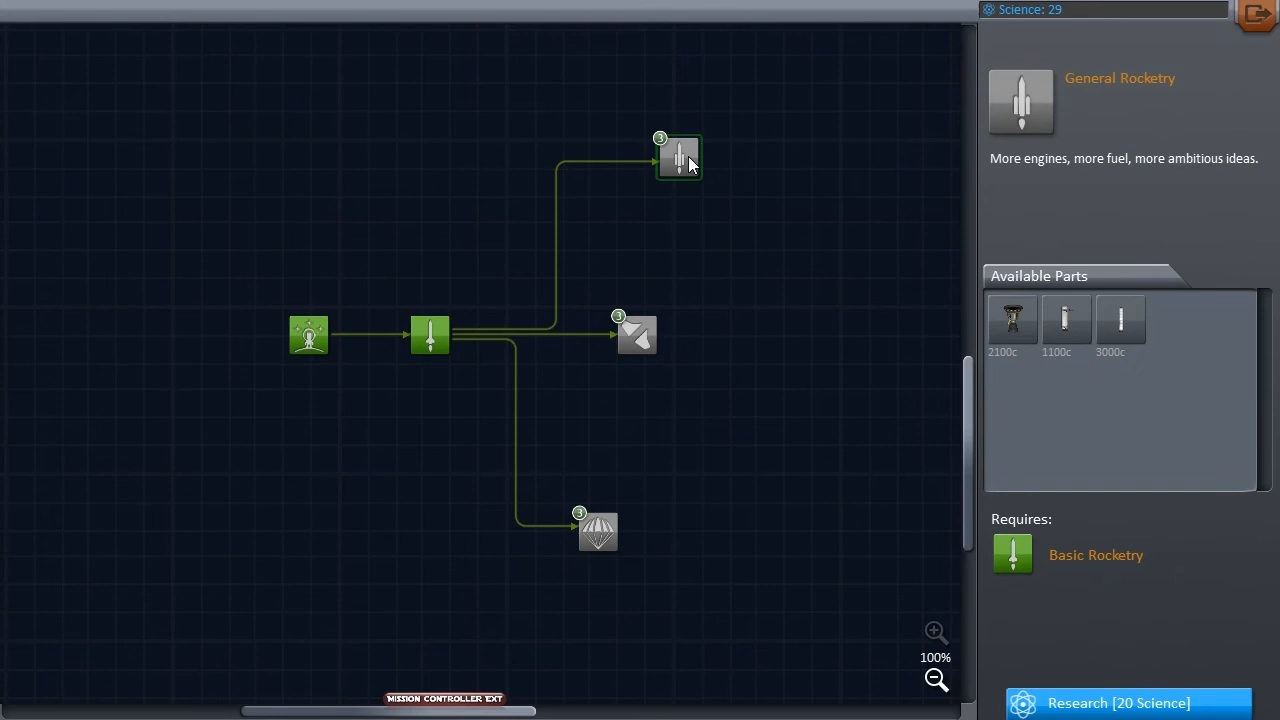 Science: 29
General Rocketry
More engines, more fuel, more ambitious ideas.
3
Available Parts
3
2100c 1100c 3000c
3
Requires:
Basic Rocketry
100%
MISSION CONTROLLER EXT
Research [20 Science]